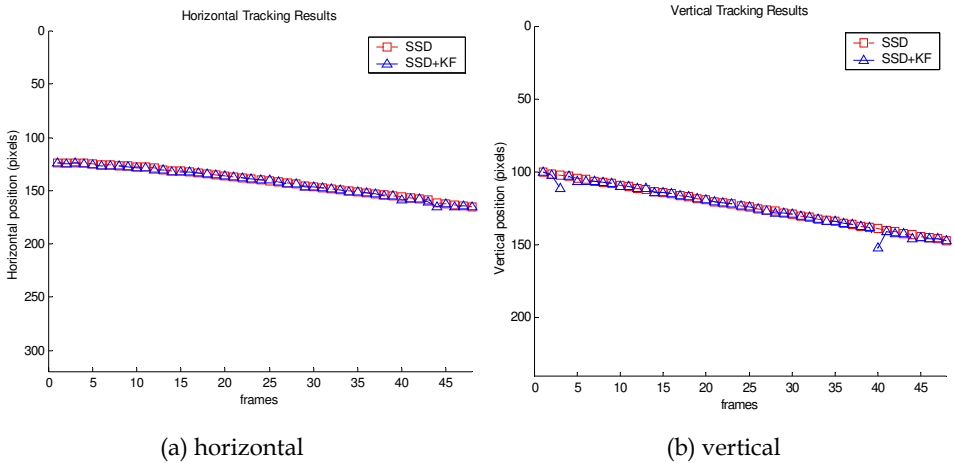 Horizontal Tracking Results
0
50
100
150
200
250
300
Horizontal position (pixels)
SSD
SSD+KF
0 5 10 15 20 25 30 35 40 45
frames
(a) horizontal
Vertical Tracking Results
0
50
100
150
200
Vertical position (pixels)
SSD
SSD+KF
0 5 10 15 20 25 30 35 40 45
frames
(b) vertical